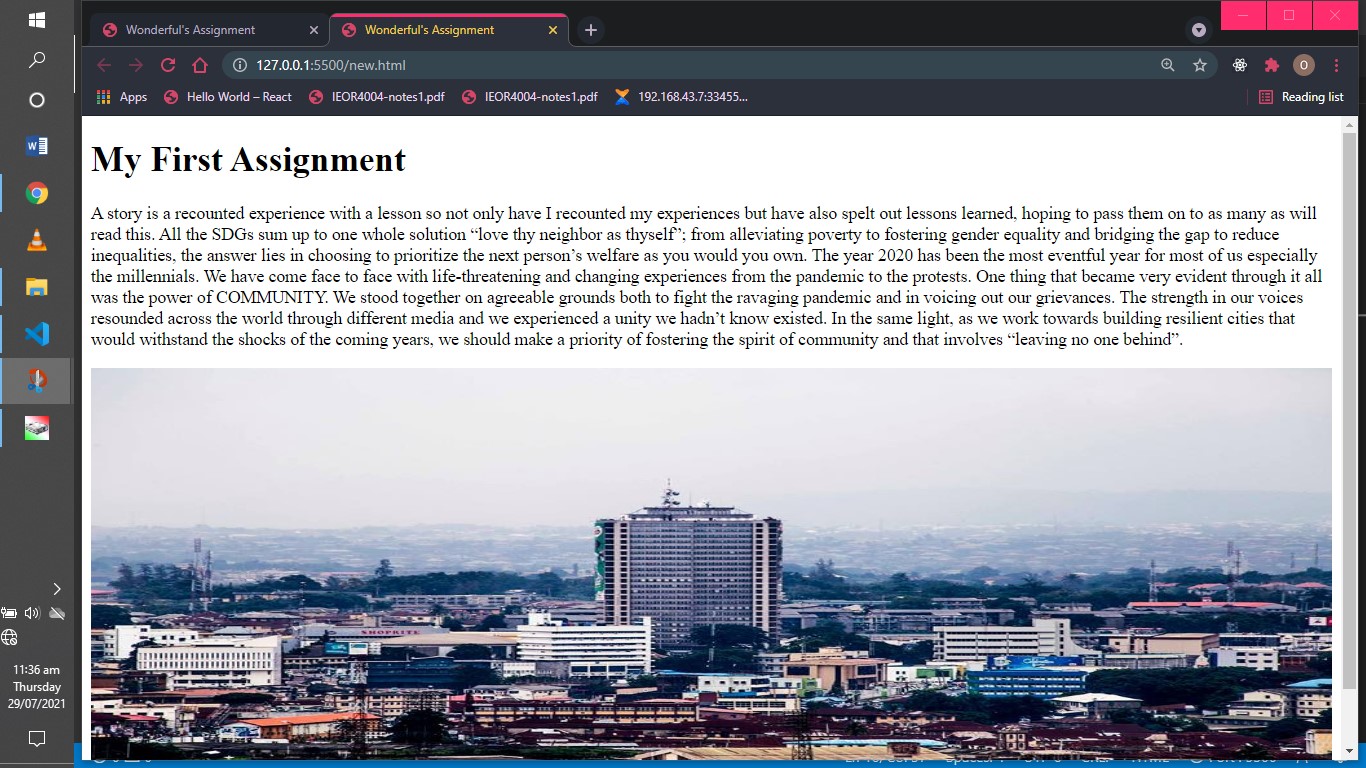 Wonderful's Assignment
Wonderful's Assignment
127.0.0.1:5500/new.html
O
Apps
Hello World – React
IEOR4004-notes1.pdf
IEOR4004-notes1.pdf
192.168.43.7:33455...
Reading list
My First Assignment
A story is a recounted experience with a lesson so not only have I recounted my experiences but have also spelt out lessons learned, hoping to pass them on to as many as will
read this. All the SDGs sum up to one whole solution “love thy neighbor as thyself”; from alleviating poverty to fostering gender equality and bridging the gap to reduce
inequalities, the answer lies in choosing to prioritize the next person’s welfare as you would you own. The year 2020 has been the most eventful year for most of us especially
the millennials. We have come face to face with life-threatening and changing experiences from the pandemic to the protests. One thing that became very evident through it all
was the power of COMMUNITY. We stood together on agreeable grounds both to fight the ravaging pandemic and in voicing out our grievances. The strength in our voices
resounded across the world through different media and we experienced a unity we hadn’t know existed. In the same light, as we work towards building resilient cities that
would withstand the shocks of the coming years, we should make a priority of fostering the spirit of community and that involves “leaving no one behind”.
SHOPRITE
11:36 am
Thursday
29/07/2021